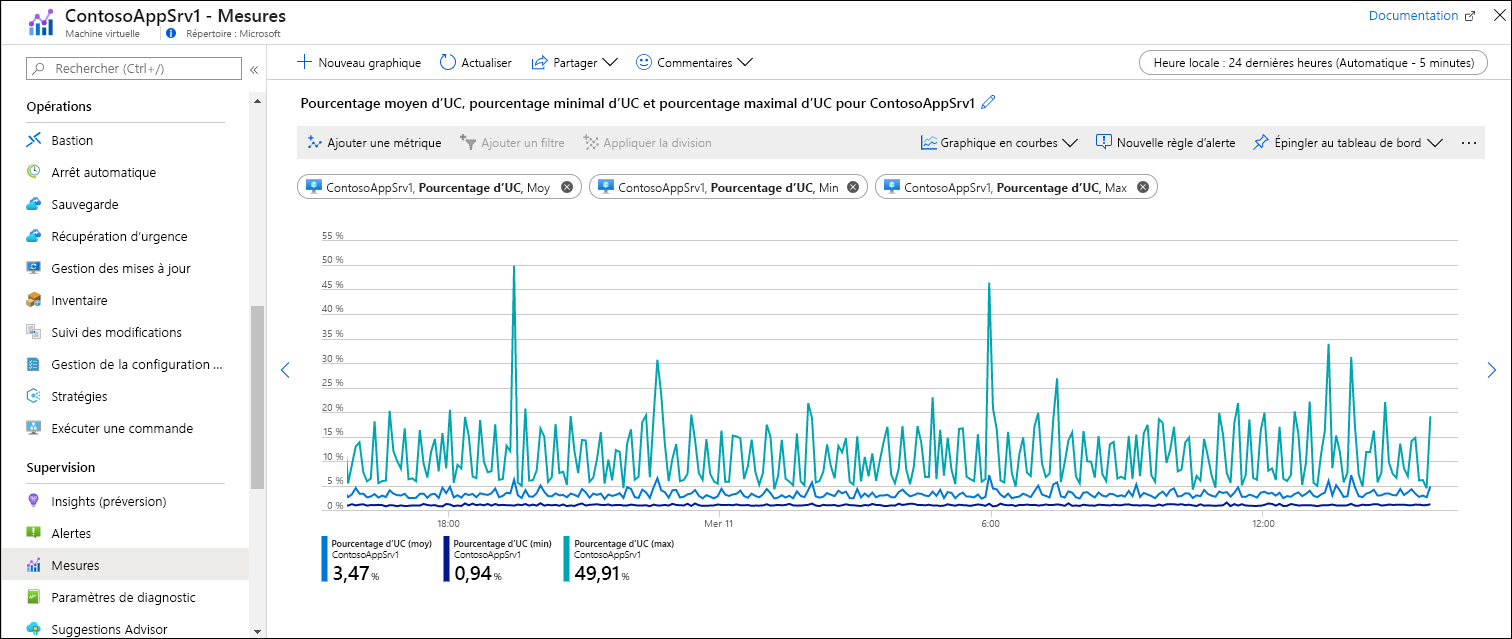 ContosoAppSrv1 - Mesures
Machine virtuelle
Répertoire : Microsoft
Documentation
Rechercher (Ctrl+/)
«
Opérations
Bastion
Arrêt automatique
Sauvegarde
Récupération d'urgence
Gestion des mises à jour
Inventaire
Suivi des modifications
Gestion de la configuration ...
Stratégies
Exécuter une commande
Supervision
Insights (préversion)
Alertes
Mesures
Paramètres de diagnostic
Suggestions Advisor
Nouveau graphique
Actualiser
Partager
Commentaires
Heure locale : 24 dernières heures (Automatique - 5 minutes)
Pourcentage moyen d'UC, pourcentage minimal d'UC et pourcentage maximal d'UC pour ContosoAppSrv1
Ajouter une métrique
Ajouter un filtre
Appliquer la division
Graphique en courbes
Nouvelle règle d'alerte
Épingler au tableau de bord
...
ContosoAppSrv1, Pourcentage d'UC, Moy
ContosoAppSrv1, Pourcentage d'UC, Min
ContosoAppSrv1, Pourcentage d'UC, Max
55 %
50 %
45 %
40 %
35 %
30 %
25 %
20 %
15 %
10 %
5 %
0 %
18:00
Mer 11
6:00
12:00
Pourcentage d'UC (moy)
ContosoAppSrv1
3,47 %
Pourcentage d'UC (min)
ContosoAppSrv1
0,94 %
Pourcentage d'UC (max)
ContosoAppSrv1
49,91 %